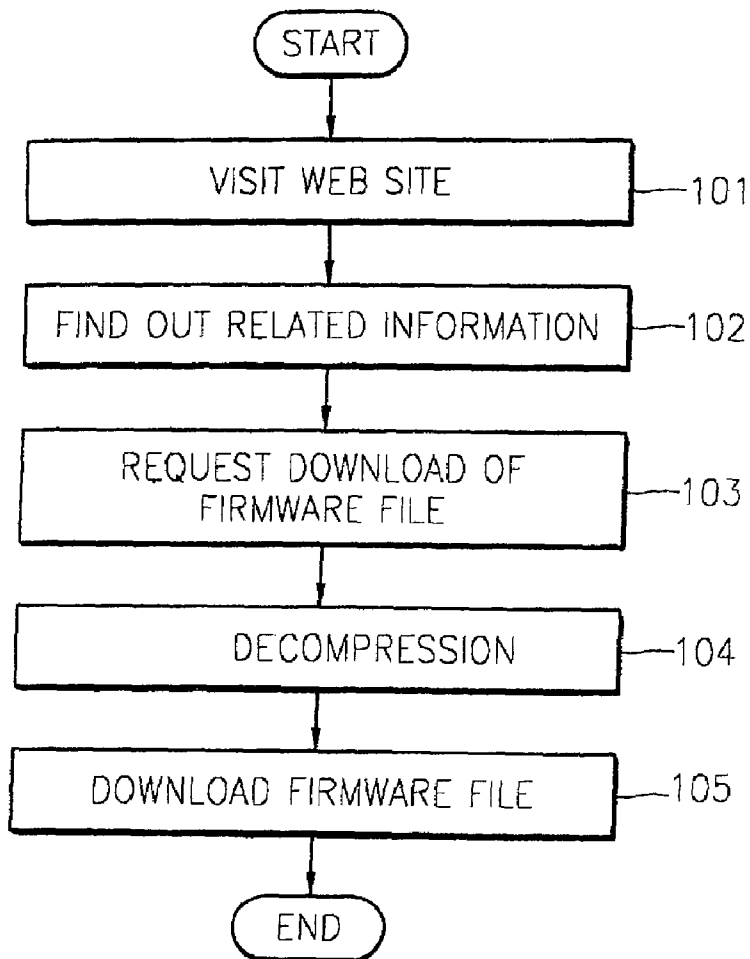 START
VISIT WEB SITE
101
FIND OUT RELATED INFORMATION
102
REQUEST DOWNLOAD OF
FIRMWARE FILE
103
DECOMPRESSION
104
DOWNLOAD FIRMWARE FILE
105
END